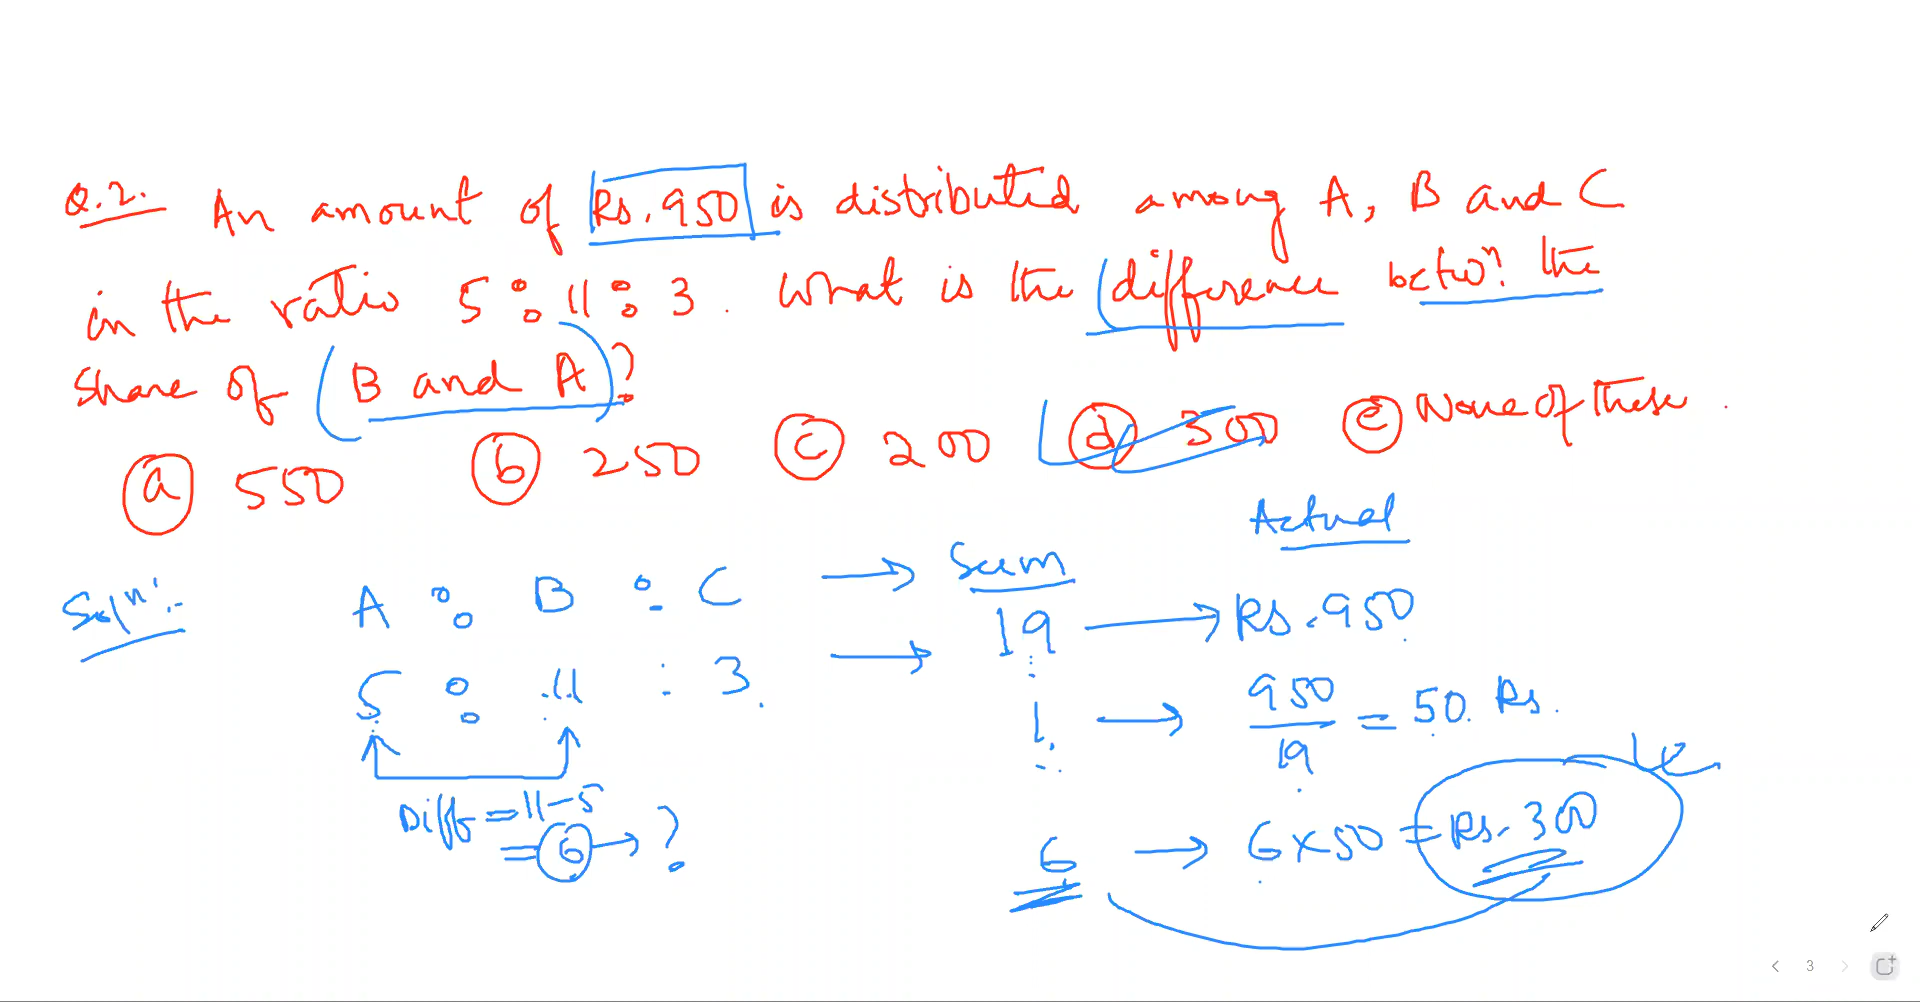 Q.2. An amount of Rs.950 is distributed among A, B and C
in the ratio 5:11:3. What is the difference betwn the
share of B and A?
(a) 550 (b) 250 (c) 200 (d) 300 (e) None of these.
Actual
Soln:- A : B : C → Sum
19 → Rs.950
5 : 11 : 3. →
1 → 950/19 = 50 Rs.
Diff = 11-5
= 6 → ?
6 → 6×50 = Rs.300
3